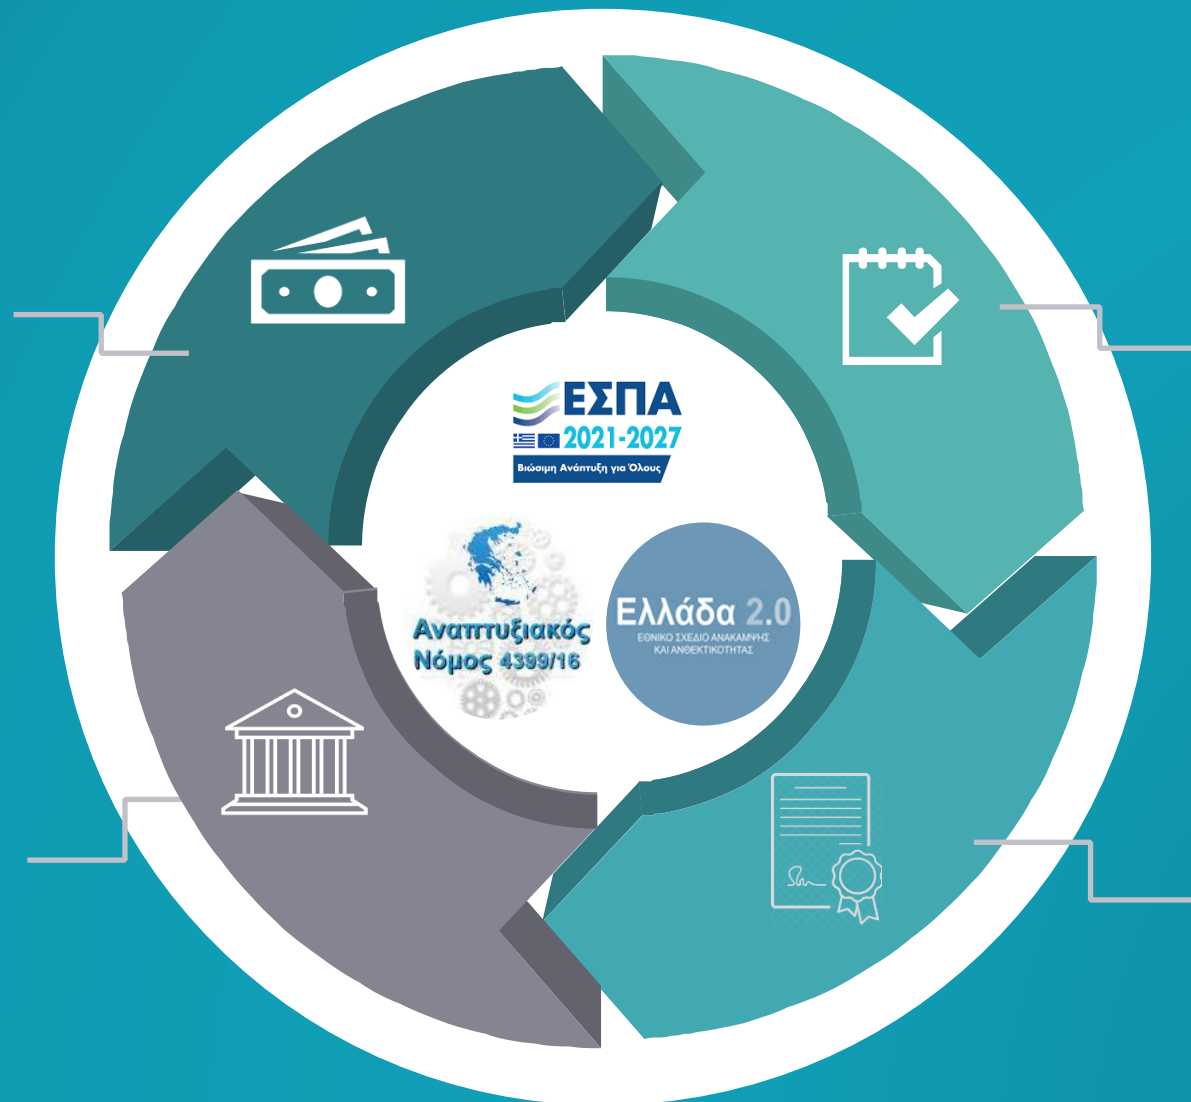 ΕΣΠΑ
2021-2027
Βιώσιμη Ανάπτυξη για Όλους
Αναπτυξιακός
Νόμος 4399/16
Ελλάδα 2.0
ΕΘΝΙΚΟ ΣΧΕΔΙΟ ΑΝΑΚΑΜΨΗΣ
ΚΑΙ ΑΝΘΕΚΤΙΚΟΤΗΤΑΣ